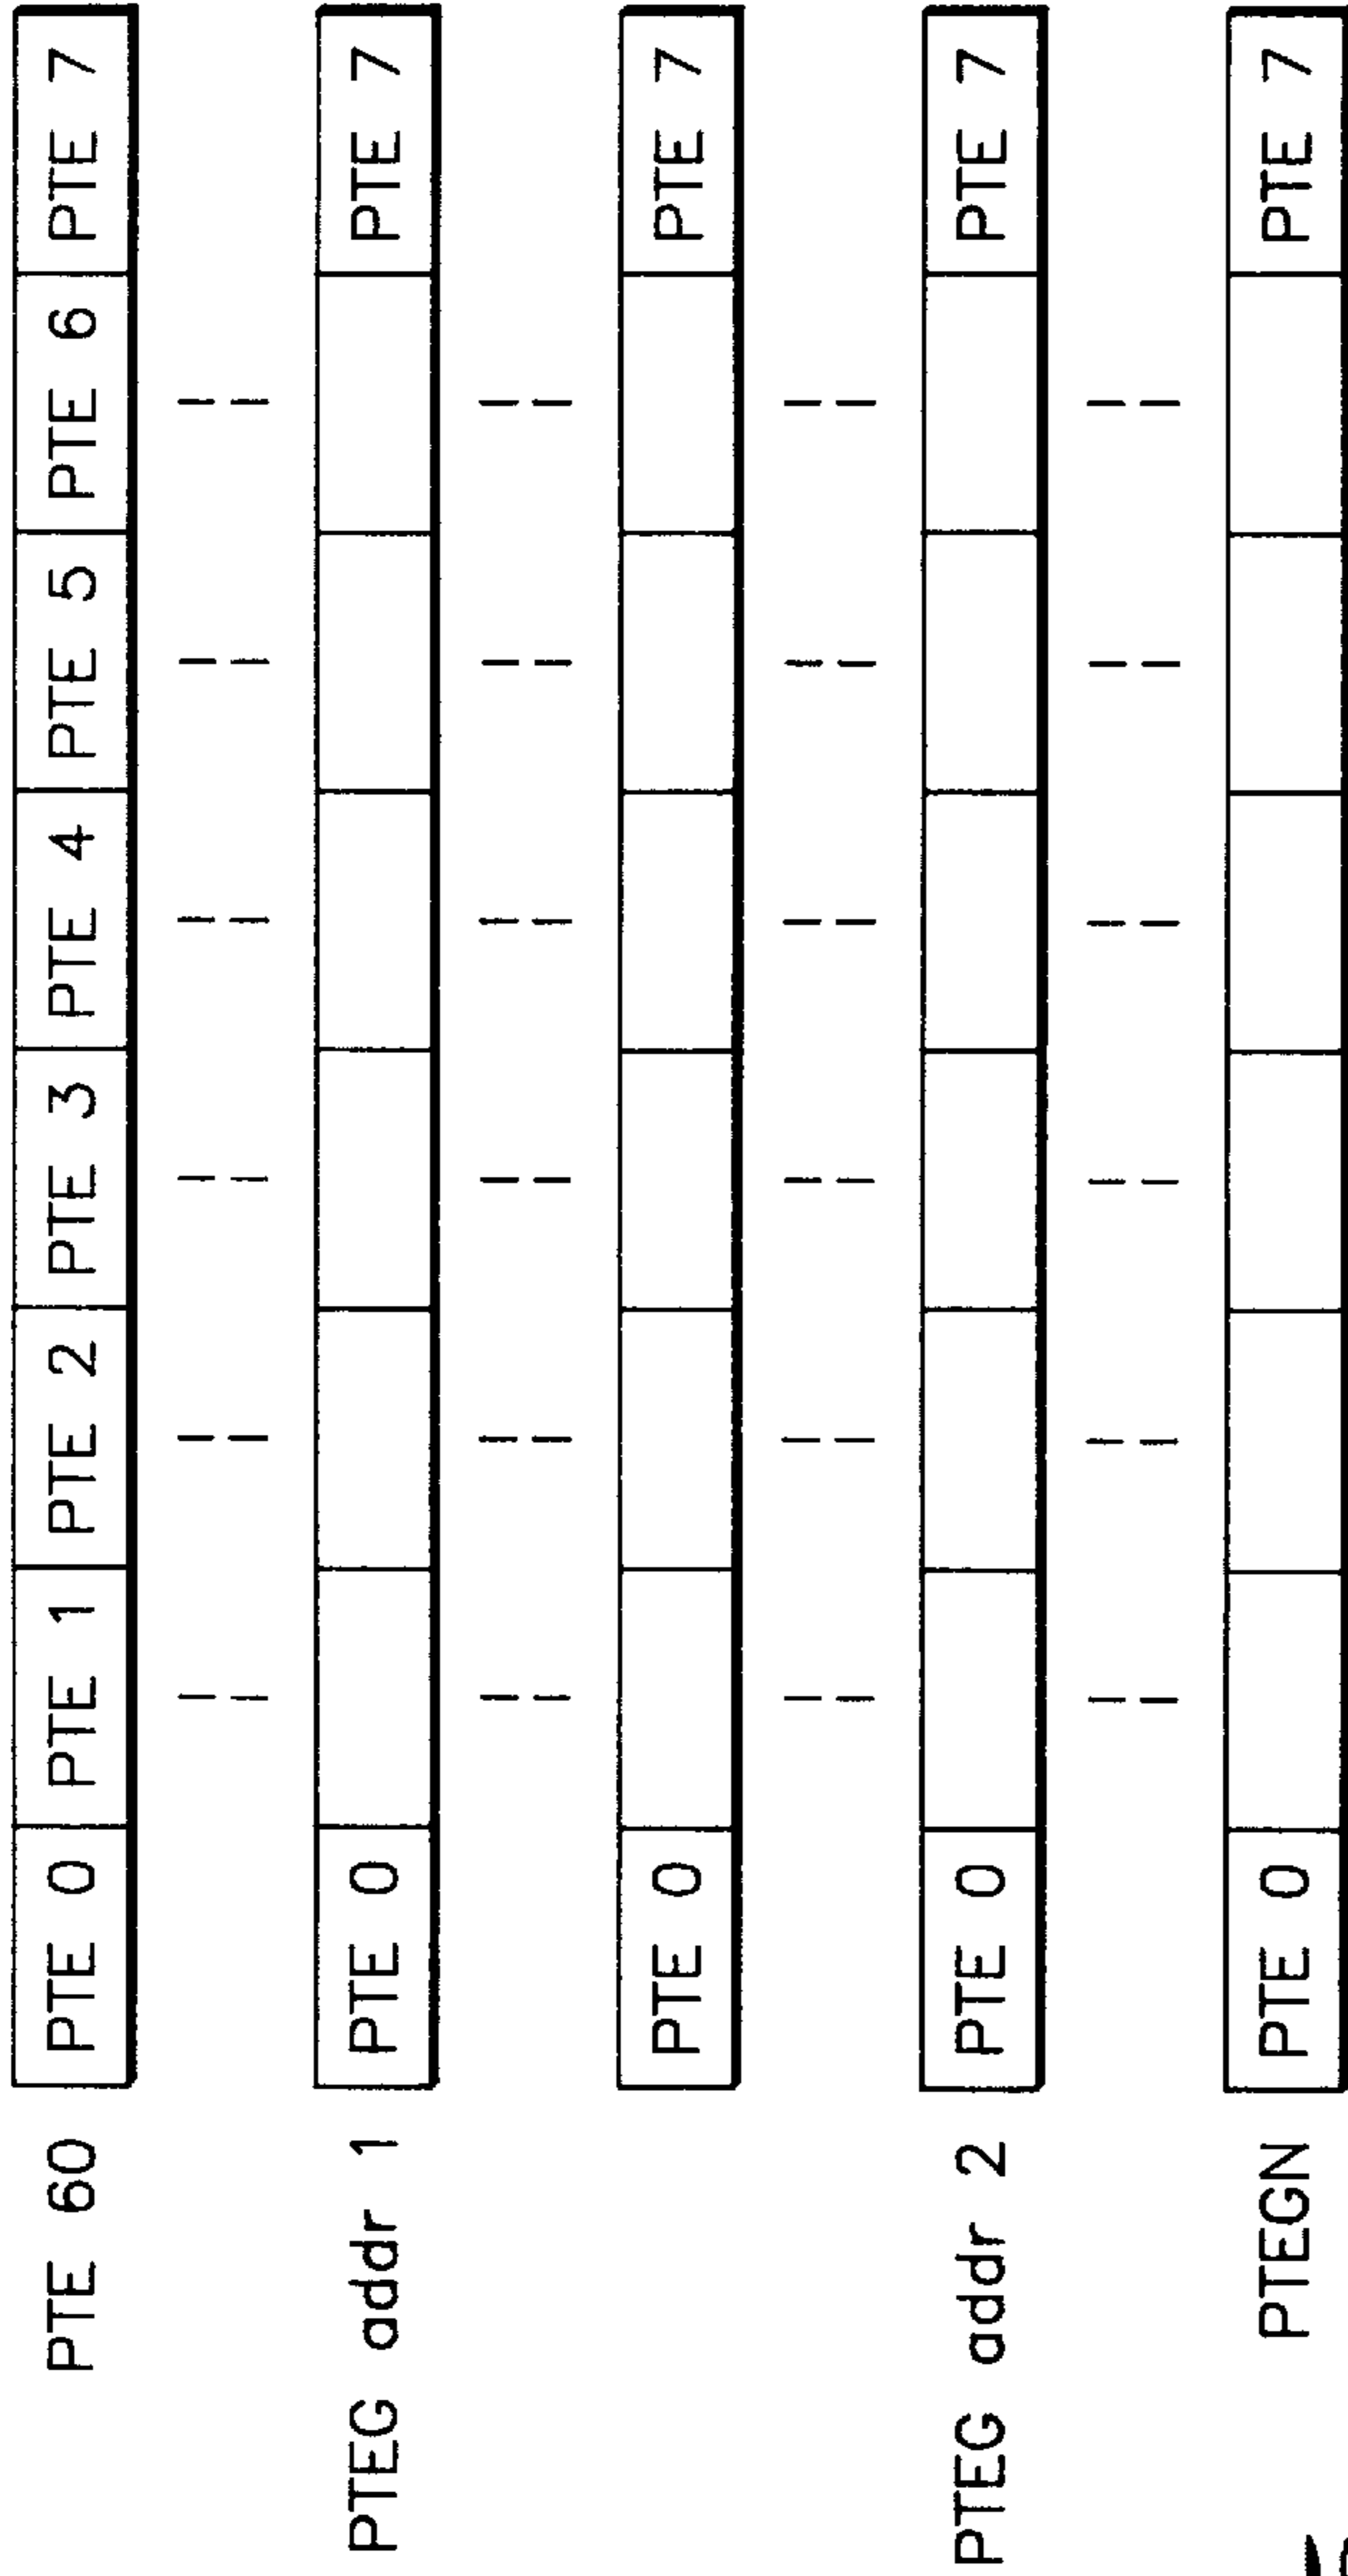 PTE 60 PTE 0 PTE 1 PTE 2 PTE 3 PTE 4 PTE 5 PTE 6 PTE 7
PTEG addr 1 PTE 0 PTE 7
PTE 0 PTE 7
PTEG addr 2 PTE 0 PTE 7
PTEGN PTE 0 PTE 7